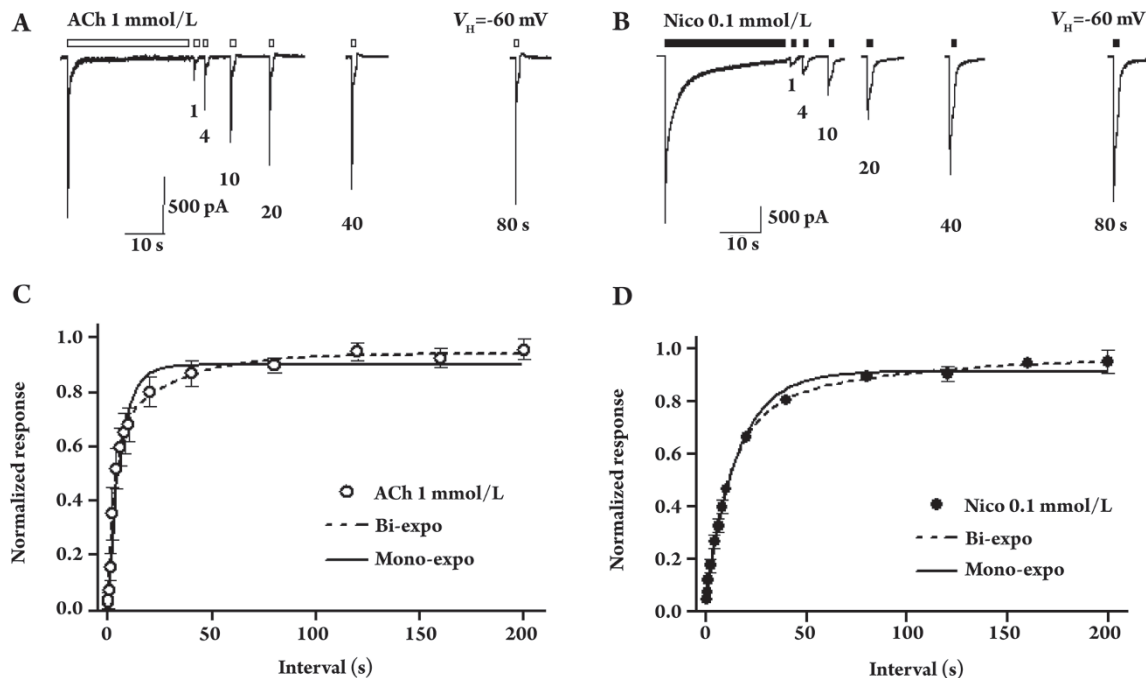 A
ACh 1 mmol/L
VH=-60 mV
1
4
10
20
40
80 s
500 pA
10 s
B
Nico 0.1 mmol/L
VH=-60 mV
1
4
10
20
40
80 s
500 pA
10 s
C
Normalized response
1.0
0.8
0.6
0.4
0.2
0.0
ACh 1 mmol/L
Bi-expo
Mono-expo
0 50 100 150 200
Interval (s)
D
Normalized response
1.0
0.8
0.6
0.4
0.2
0.0
Nico 0.1 mmol/L
Bi-expo
Mono-expo
0 50 100 150 200
Interval (s)